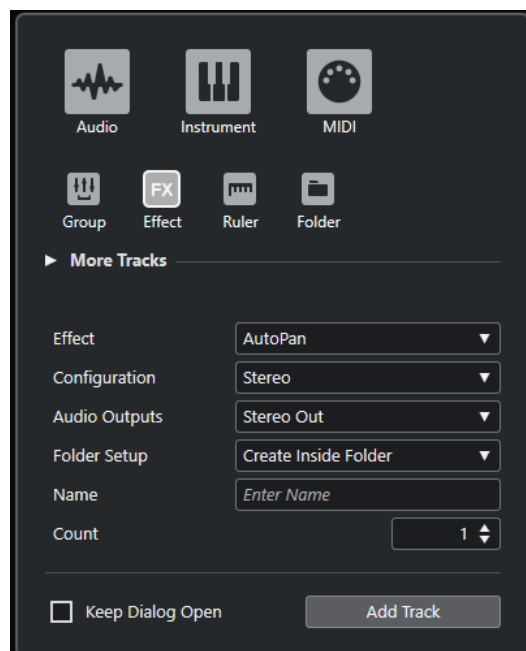 Audio Instrument MIDI
FX
Group Effect Ruler Folder
More Tracks
Effect AutoPan
Configuration Stereo
Audio Outputs Stereo Out
Folder Setup Create Inside Folder
Name Enter Name
Count 1
Keep Dialog Open Add Track